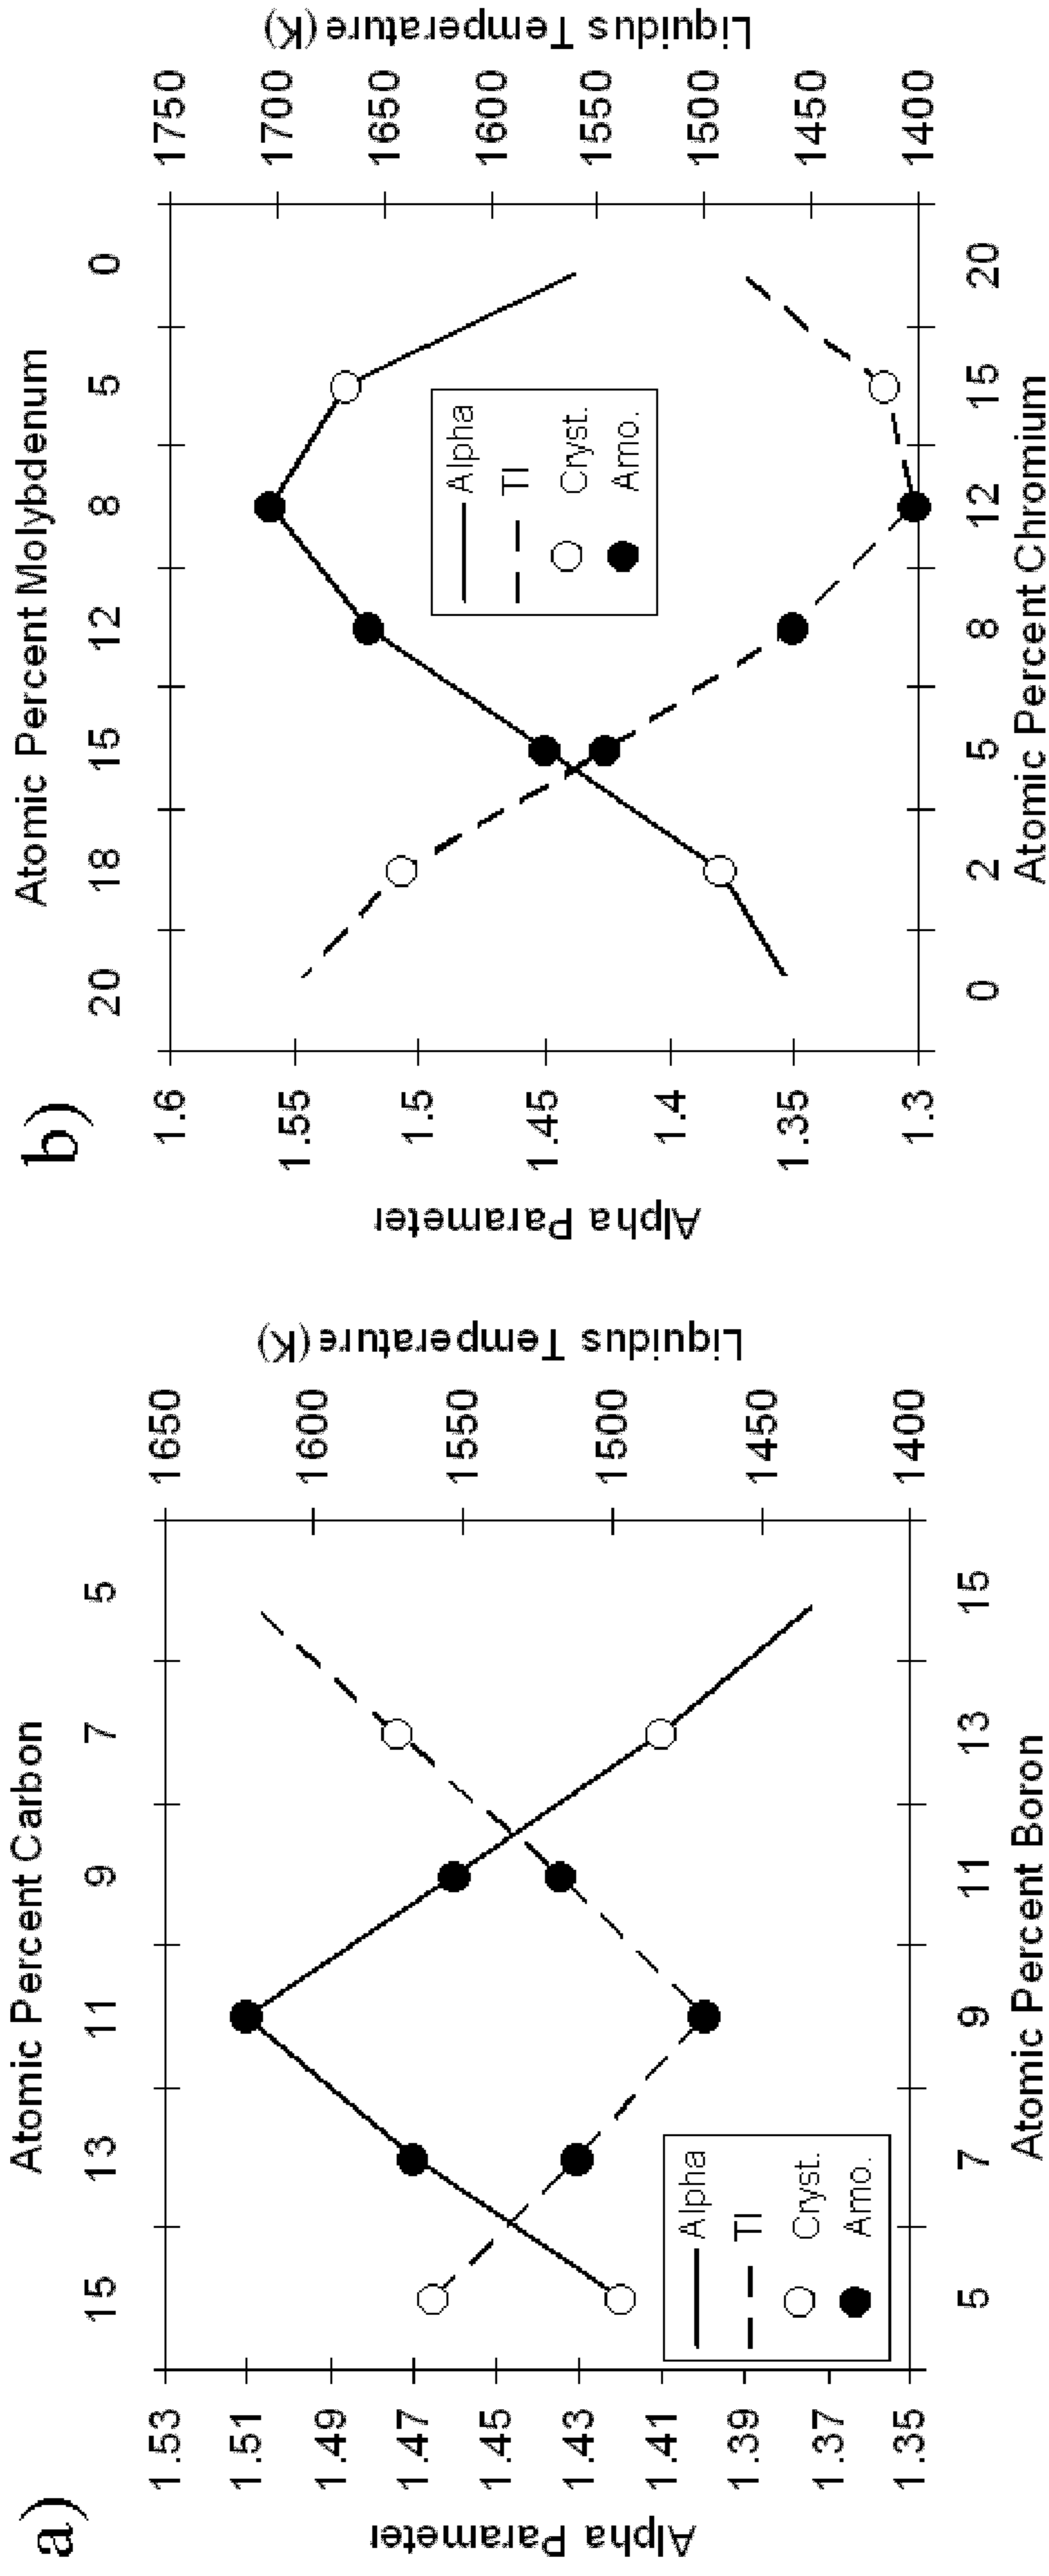 a)
Atomic Percent Carbon
15 13 11 9 7 5
Alpha Parameter
1.53
1.51
1.49
1.47
1.45
1.43
1.41
1.39
1.37
1.35
Liquidus Temperature (K)
1650
1600
1550
1500
1450
1400
Alpha
Tl
Cryst.
Amo.
5 7 9 11 13 15
Atomic Percent Boron
b)
Atomic Percent Molybdenum
20 18 15 12 8 5 0
Alpha Parameter
1.6
1.55
1.5
1.45
1.4
1.35
1.3
Liquidus Temperature (K)
1750
1700
1650
1600
1550
1500
1450
1400
Alpha
Tl
Cryst.
Amo.
0 2 5 8 12 15 20
Atomic Percent Chromium